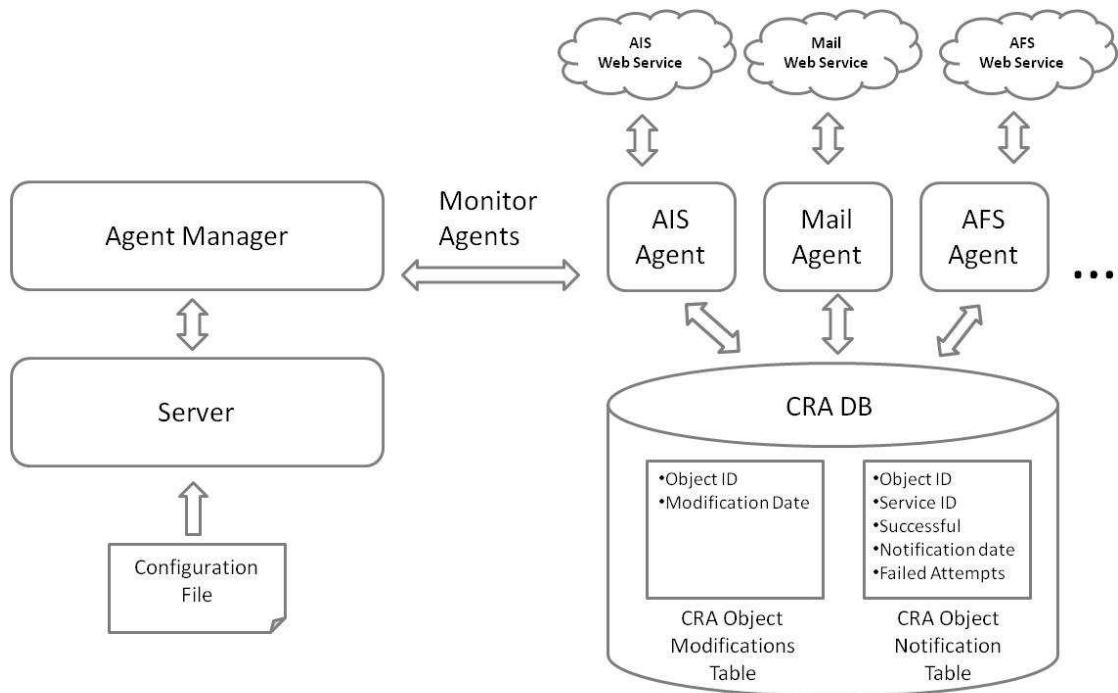 AIS
Web Service
Mail
Web Service
AFS
Web Service
Agent Manager
Monitor
Agents
AIS
Agent
Mail
Agent
AFS
Agent
...
Server
Configuration
File
CRA DB
•Object ID
•Modification Date
CRA Object
Modifications
Table
•Object ID
•Service ID
•Successful
•Notification date
•Failed Attempts
CRA Object
Notification
Table